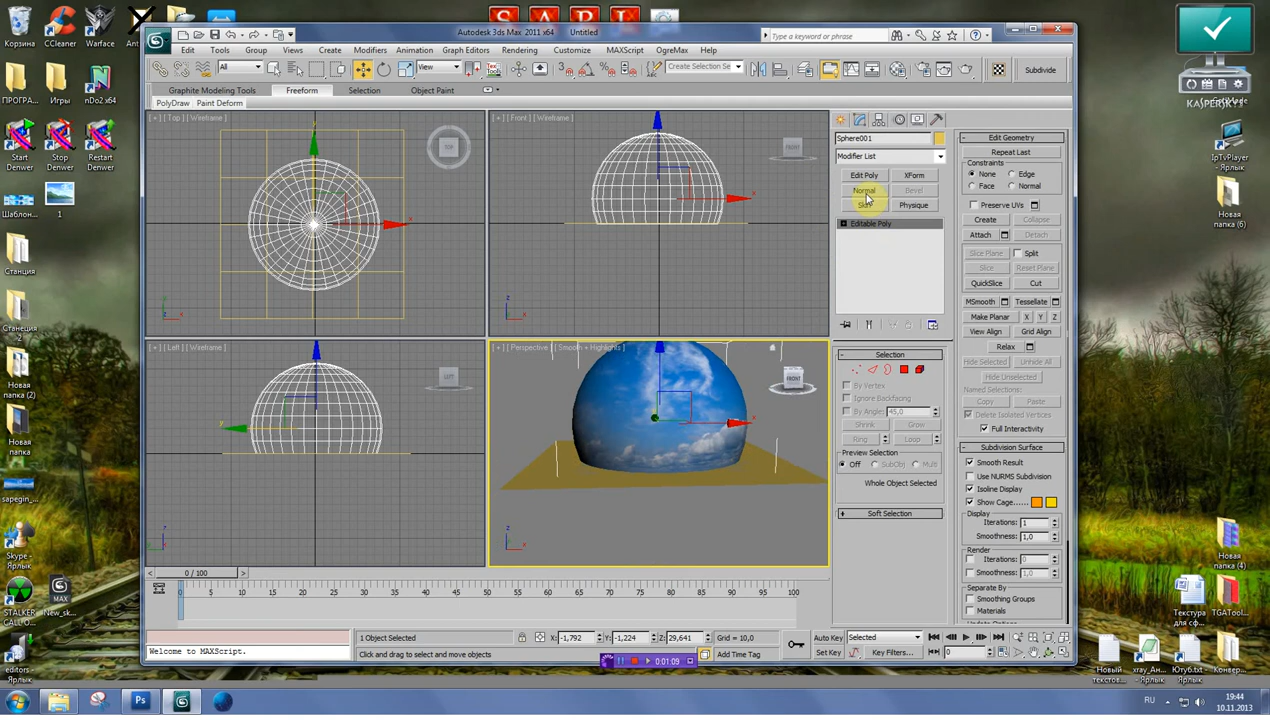 Autodesk 3ds Max 2011 x64 Untitled
Type a keyword or phrase
Edit Tools Group Views Create Modifiers Animation Graph Editors Rendering Customize MAXScript OgreMax Help
All View Create Selection Se Subdivide
Graphite Modeling Tools Freeform Selection Object Paint
PolyDraw Paint Deform
[ + ] [ Top ] [ Wireframe ]
TOP
[ + ] [ Front ] [ Wireframe ]
FRONT
[ + ] [ Left ] [ Wireframe ]
LEFT
[ + ] [ Perspective ] [ Smooth + Highlights ]
FRONT
Sphere001
Modifier List
Edit Poly XForm
Normal Bevel
Skin Physique
Editable Poly
Selection
By Vertex
Ignore Backfacing
By Angle: 45,0
Shrink Grow
Ring Loop
Preview Selection
Off SubObj Multi
Whole Object Selected
Soft Selection
Edit Geometry
Repeat Last
Constraints
None Edge
Face Normal
Preserve UVs
Create Collapse
Attach Detach
Slice Plane Split
Slice Reset Plane
QuickSlice Cut
MSmooth Tessellate
Make Planar X Y Z
View Align Grid Align
Relax
Hide Selected Unhide All
Hide Unselected
Named Selections:
Copy Paste
Delete Isolated Vertices
Full Interactivity
Subdivision Surface
Smooth Result
Use NURMS Subdivision
Isoline Display
Show Cage......
Display
Iterations: 1
Smoothness: 1,0
Render
Iterations: 0
Smoothness: 1,0
Separate By
Smoothing Groups
Materials
Update Options
0 / 100
0 5 10 15 20 25 30 35 40 45 50 55 60 65 70 75 80 85 90 95 100
1 Object Selected X: -1,792 Y: -1,224 Z: 29,641 Grid = 10,0 Auto Key Selected
Welcome to MAXScript. Click and drag to select and move objects 0:01:09 Add Time Tag Set Key Key Filters... 0
Корзина CCleaner Warface
ПРОГРА... Игры nDo2 x64
Start Denwer Stop Denwer Restart Denwer
Шаблон... 1
Станция
Станция 2
Новая папка (2)
Новая папка
sapegin_...
Skype - Ярлык
STALKER CALL O... New_sk...
MAX
editors - Ярлык
KASPERSKY
IpTvPlayer - Ярлык
Новая папка (6)
Новая папка (4)
Текстура для сф... TGATool...
Новый текстов... xray_Ан... - Ярлык Ютуб.txt - Ярлык Конвер...
Ps
RU 19:44
10.11.2013